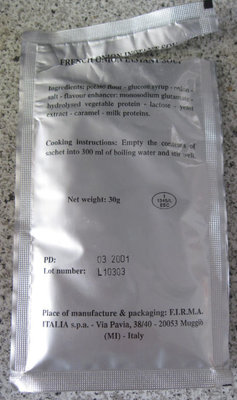 FRENCH ONION INSTANT SOUP
Ingredients: potato flour - glucose syrup - onion -
salt - flavour enhancer: monosodium glutamate -
hydrolysed vegetable protein - lactose - yeast
extract - caramel - milk proteins.
Cooking instructions: Empty the contents of
sachet into 300 ml of boiling water and stir well.
Net weight: 30g
I
EEC
PD: 03 2001
Lot number: L10303
Place of manufacture & packaging: F.I.R.M.A.
ITALIA s.p.a. - Via Pavia, 38/40 - 20053 Muggiò
(MI) - Italy